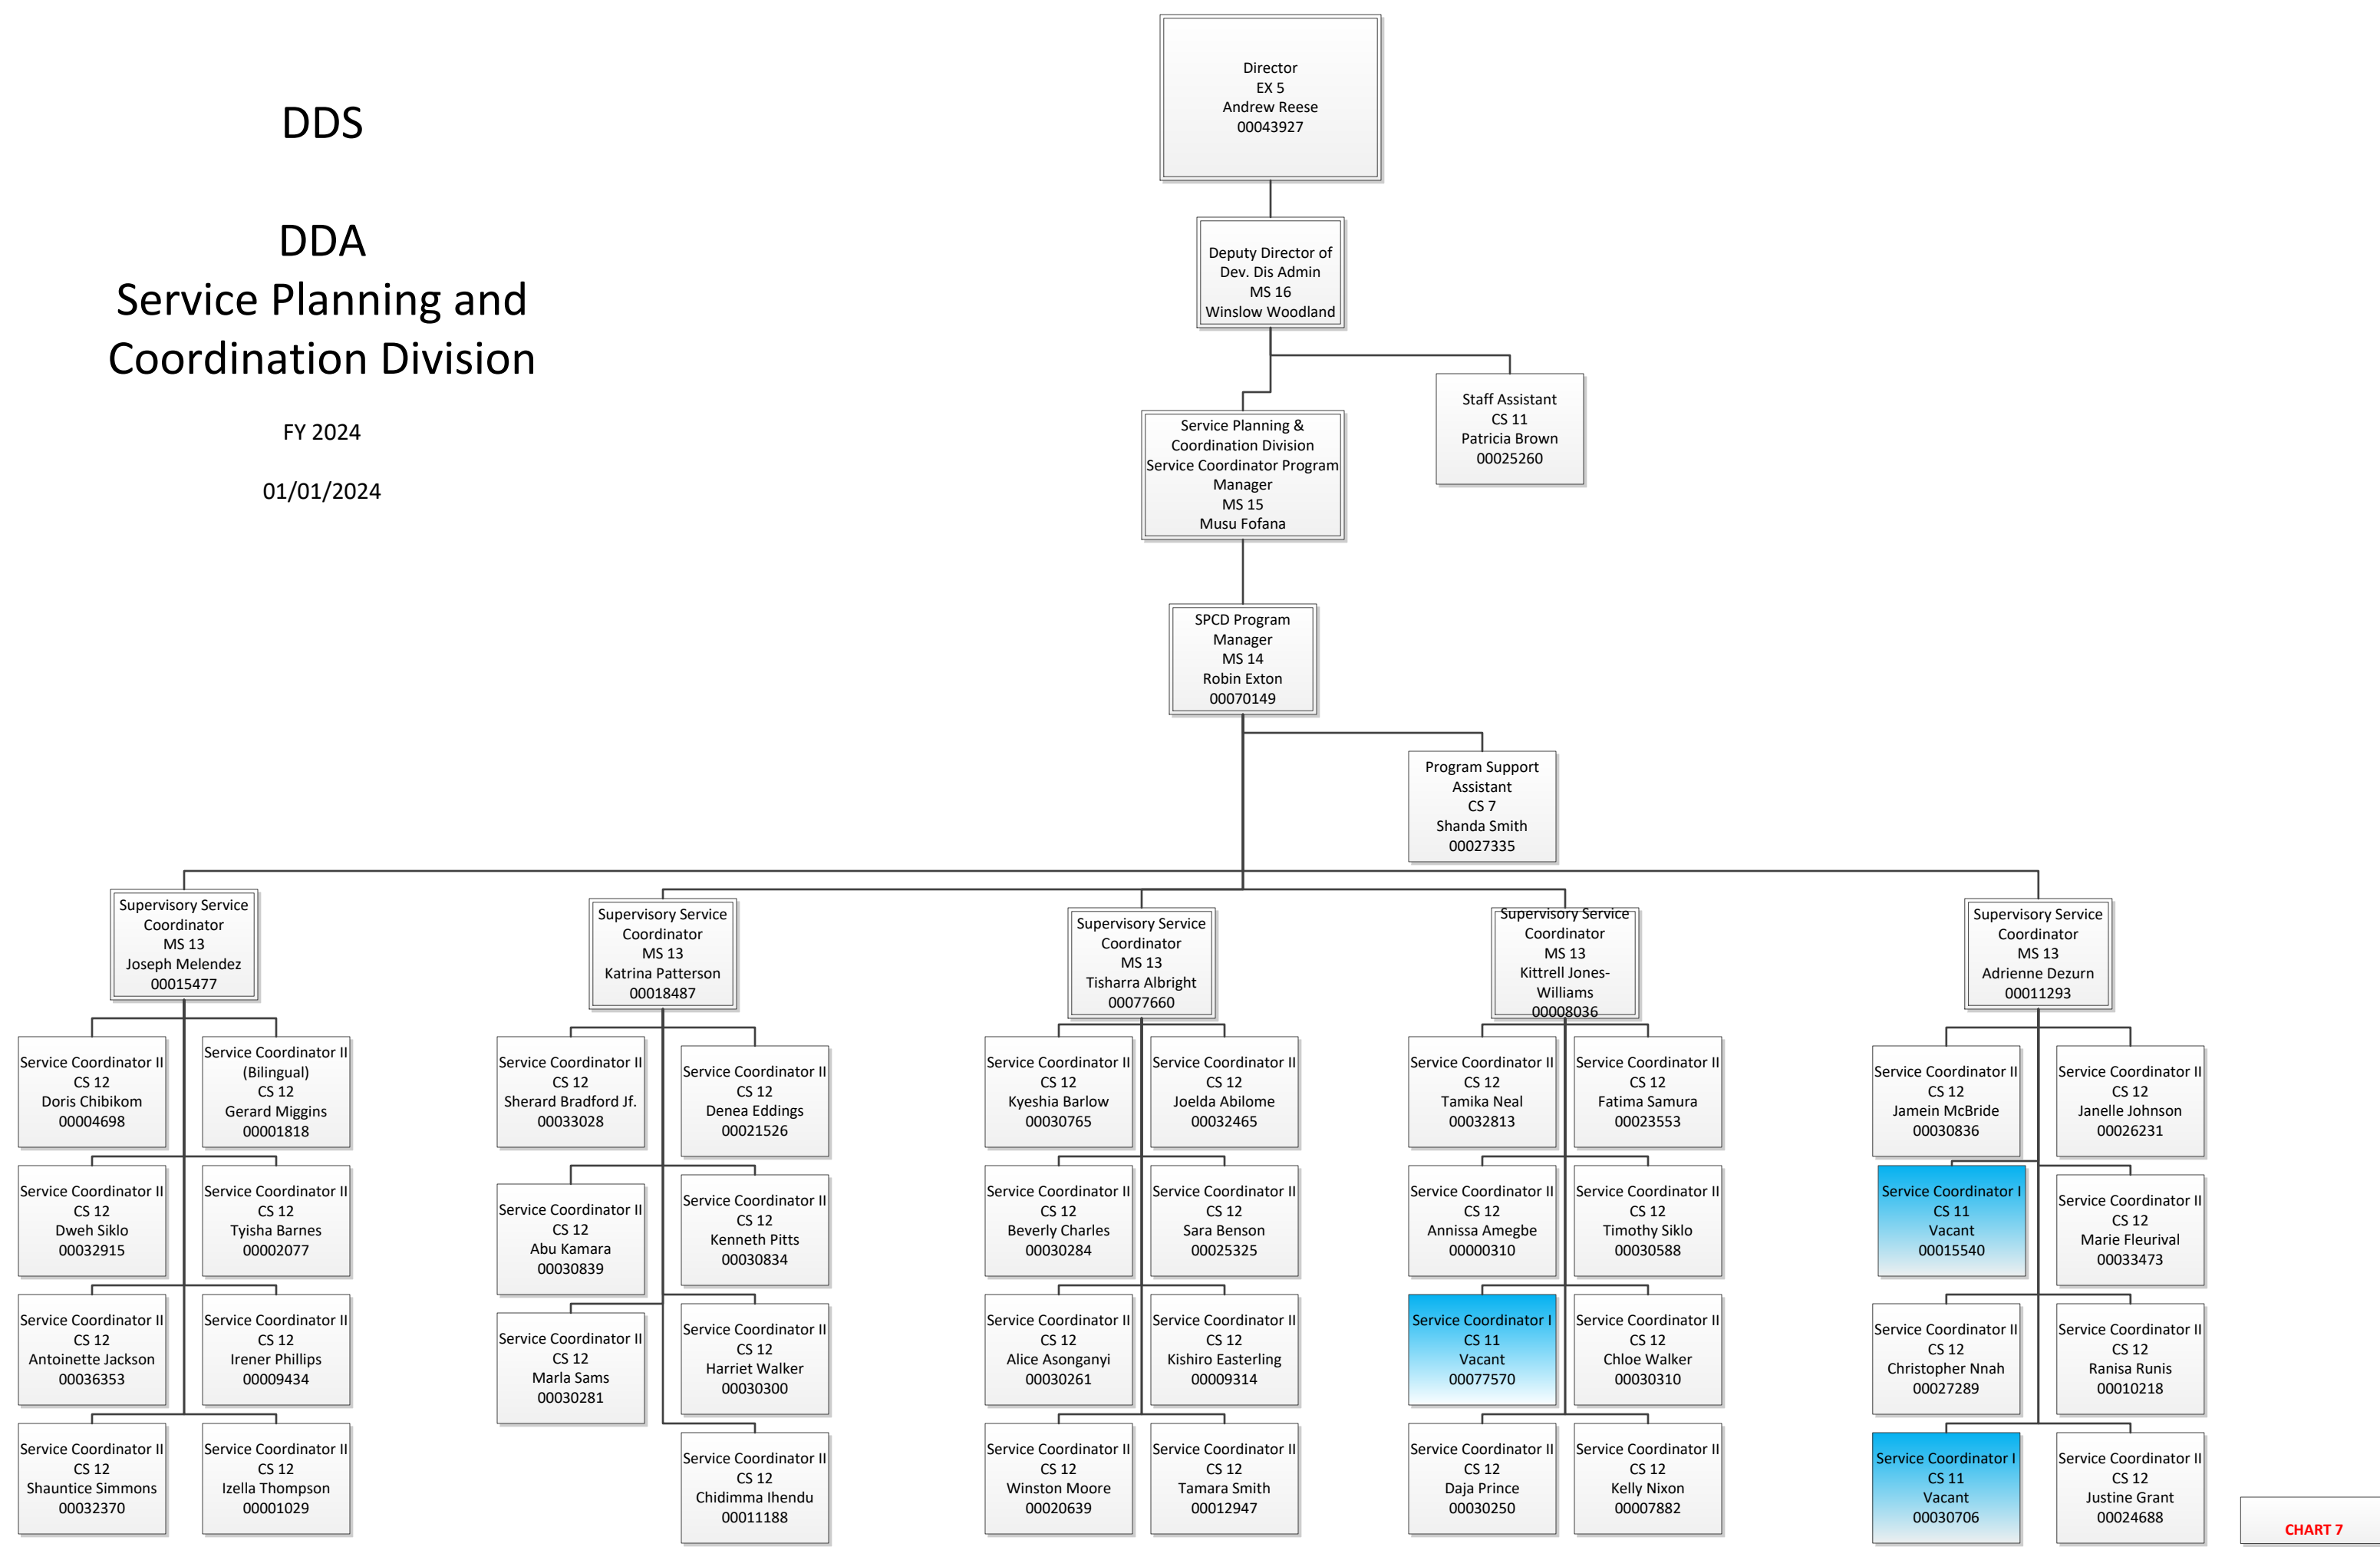 DDS
DDA
Service Planning and
Coordination Division
FY 2024
01/01/2024
Director
EX 5
Andrew Reese
00043927
Deputy Director of
Dev. Dis Admin
MS 16
Winslow Woodland
Staff Assistant
CS 11
Patricia Brown
00025260
Service Planning &
Coordination Division
Service Coordinator Program
Manager
MS 15
Musu Fofana
SPCD Program
Manager
MS 14
Robin Exton
00070149
Program Support
Assistant
CS 7
Shanda Smith
00027335
Supervisory Service
Coordinator
MS 13
Joseph Melendez
00015477
Supervisory Service
Coordinator
MS 13
Katrina Patterson
00018487
Supervisory Service
Coordinator
MS 13
Tisharra Albright
00077660
Supervisory Service
Coordinator
MS 13
Kittrell Jones-
Williams
00008036
Supervisory Service
Coordinator
MS 13
Adrienne Dezurn
00011293
Service Coordinator II
CS 12
Doris Chibikom
00004698
Service Coordinator II
(Bilingual)
CS 12
Gerard Miggins
00001818
Service Coordinator II
CS 12
Dweh Siklo
00032915
Service Coordinator II
CS 12
Tyisha Barnes
00002077
Service Coordinator II
CS 12
Antoinette Jackson
00036353
Service Coordinator II
CS 12
Irener Phillips
00009434
Service Coordinator II
CS 12
Shauntice Simmons
00032370
Service Coordinator II
CS 12
Izella Thompson
00001029
Service Coordinator II
CS 12
Sherard Bradford Jf.
00033028
Service Coordinator II
CS 12
Denea Eddings
00021526
Service Coordinator II
CS 12
Abu Kamara
00030839
Service Coordinator II
CS 12
Kenneth Pitts
00030834
Service Coordinator II
CS 12
Marla Sams
00030281
Service Coordinator II
CS 12
Harriet Walker
00030300
Service Coordinator II
CS 12
Chidimma Ihendu
00011188
Service Coordinator II
CS 12
Kyeshia Barlow
00030765
Service Coordinator II
CS 12
Joelda Abilome
00032465
Service Coordinator II
CS 12
Beverly Charles
00030284
Service Coordinator II
CS 12
Sara Benson
00025325
Service Coordinator II
CS 12
Alice Asonganyi
00030261
Service Coordinator II
CS 12
Kishiro Easterling
00009314
Service Coordinator II
CS 12
Winston Moore
00020639
Service Coordinator II
CS 12
Tamara Smith
00012947
Service Coordinator II
CS 12
Tamika Neal
00032813
Service Coordinator II
CS 12
Fatima Samura
00023553
Service Coordinator II
CS 12
Annissa Amegbe
00000310
Service Coordinator II
CS 12
Timothy Siklo
00030588
Service Coordinator I
CS 11
Vacant
00077570
Service Coordinator II
CS 12
Chloe Walker
00030310
Service Coordinator II
CS 12
Daja Prince
00030250
Service Coordinator II
CS 12
Kelly Nixon
00007882
Service Coordinator II
CS 12
Jamein McBride
00030836
Service Coordinator II
CS 12
Janelle Johnson
00026231
Service Coordinator I
CS 11
Vacant
00015540
Service Coordinator II
CS 12
Marie Fleurival
00033473
Service Coordinator II
CS 12
Christopher Nnah
00027289
Service Coordinator II
CS 12
Ranisa Runis
00010218
Service Coordinator I
CS 11
Vacant
00030706
Service Coordinator II
CS 12
Justine Grant
00024688
CHART 7